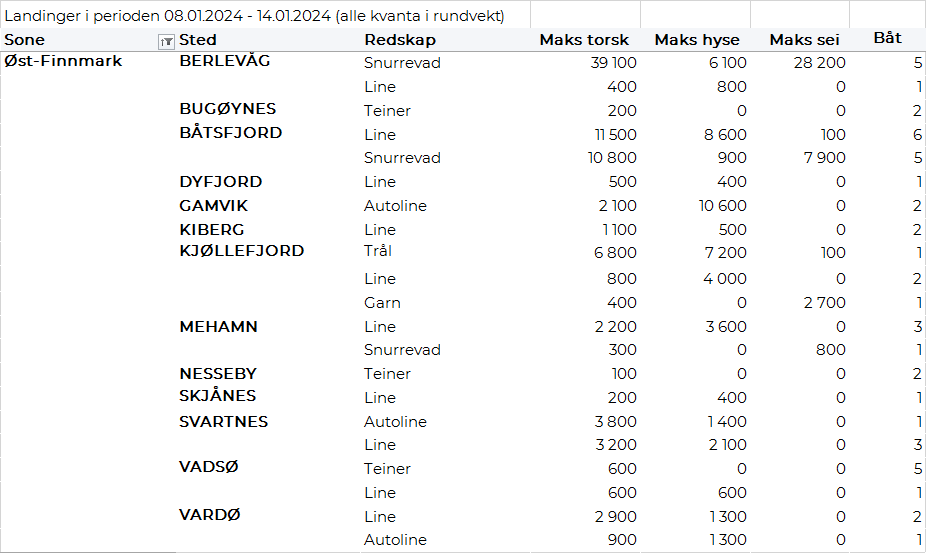 Landinger i perioden 08.01.2024 - 14.01.2024 (alle kvanta i rundvekt)
Sone Sted Redskap Maks torsk Maks hyse Maks sei Båt
Øst-Finnmark BERLEVÅG Snurrevad 39 100 6 100 28 200 5
Line 400 800 0 1
BUGØYNES Teiner 200 0 0 2
BÅTSFJORD Line 11 500 8 600 100 6
Snurrevad 10 800 900 7 900 5
DYFJORD Line 500 400 0 1
GAMVIK Autoline 2 100 10 600 0 2
KIBERG Line 1 100 500 0 2
KJØLLEFJORD Trål 6 800 7 200 100 1
Line 800 4 000 0 2
Garn 400 0 2 700 1
MEHAMN Line 2 200 3 600 0 3
Snurrevad 300 0 800 1
NESSEBY Teiner 100 0 0 2
SKJÅNES Line 200 400 0 1
SVARTNES Autoline 3 800 1 400 0 1
Line 3 200 2 100 0 3
VADSØ Teiner 600 0 0 5
Line 600 600 0 1
VARDØ Line 2 900 1 300 0 2
Autoline 900 1 300 0 1